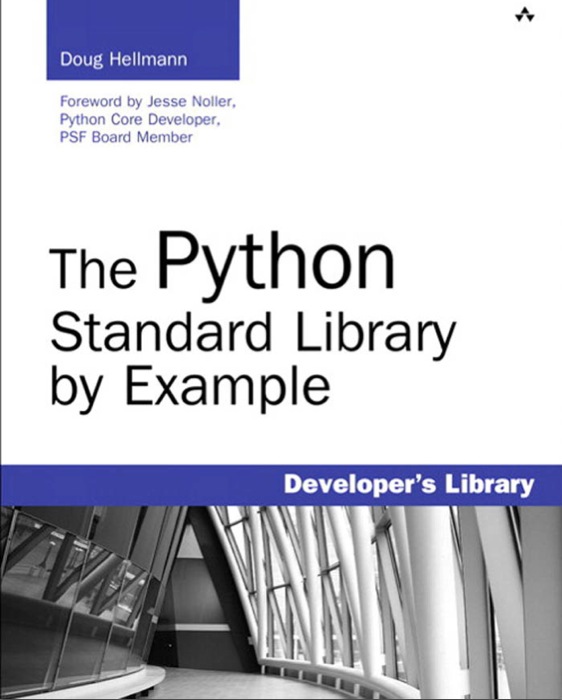 Doug Hellmann
Foreword by Jesse Noller,
Python Core Developer,
PSF Board Member
The Python
Standard Library
by Example
Developer's Library